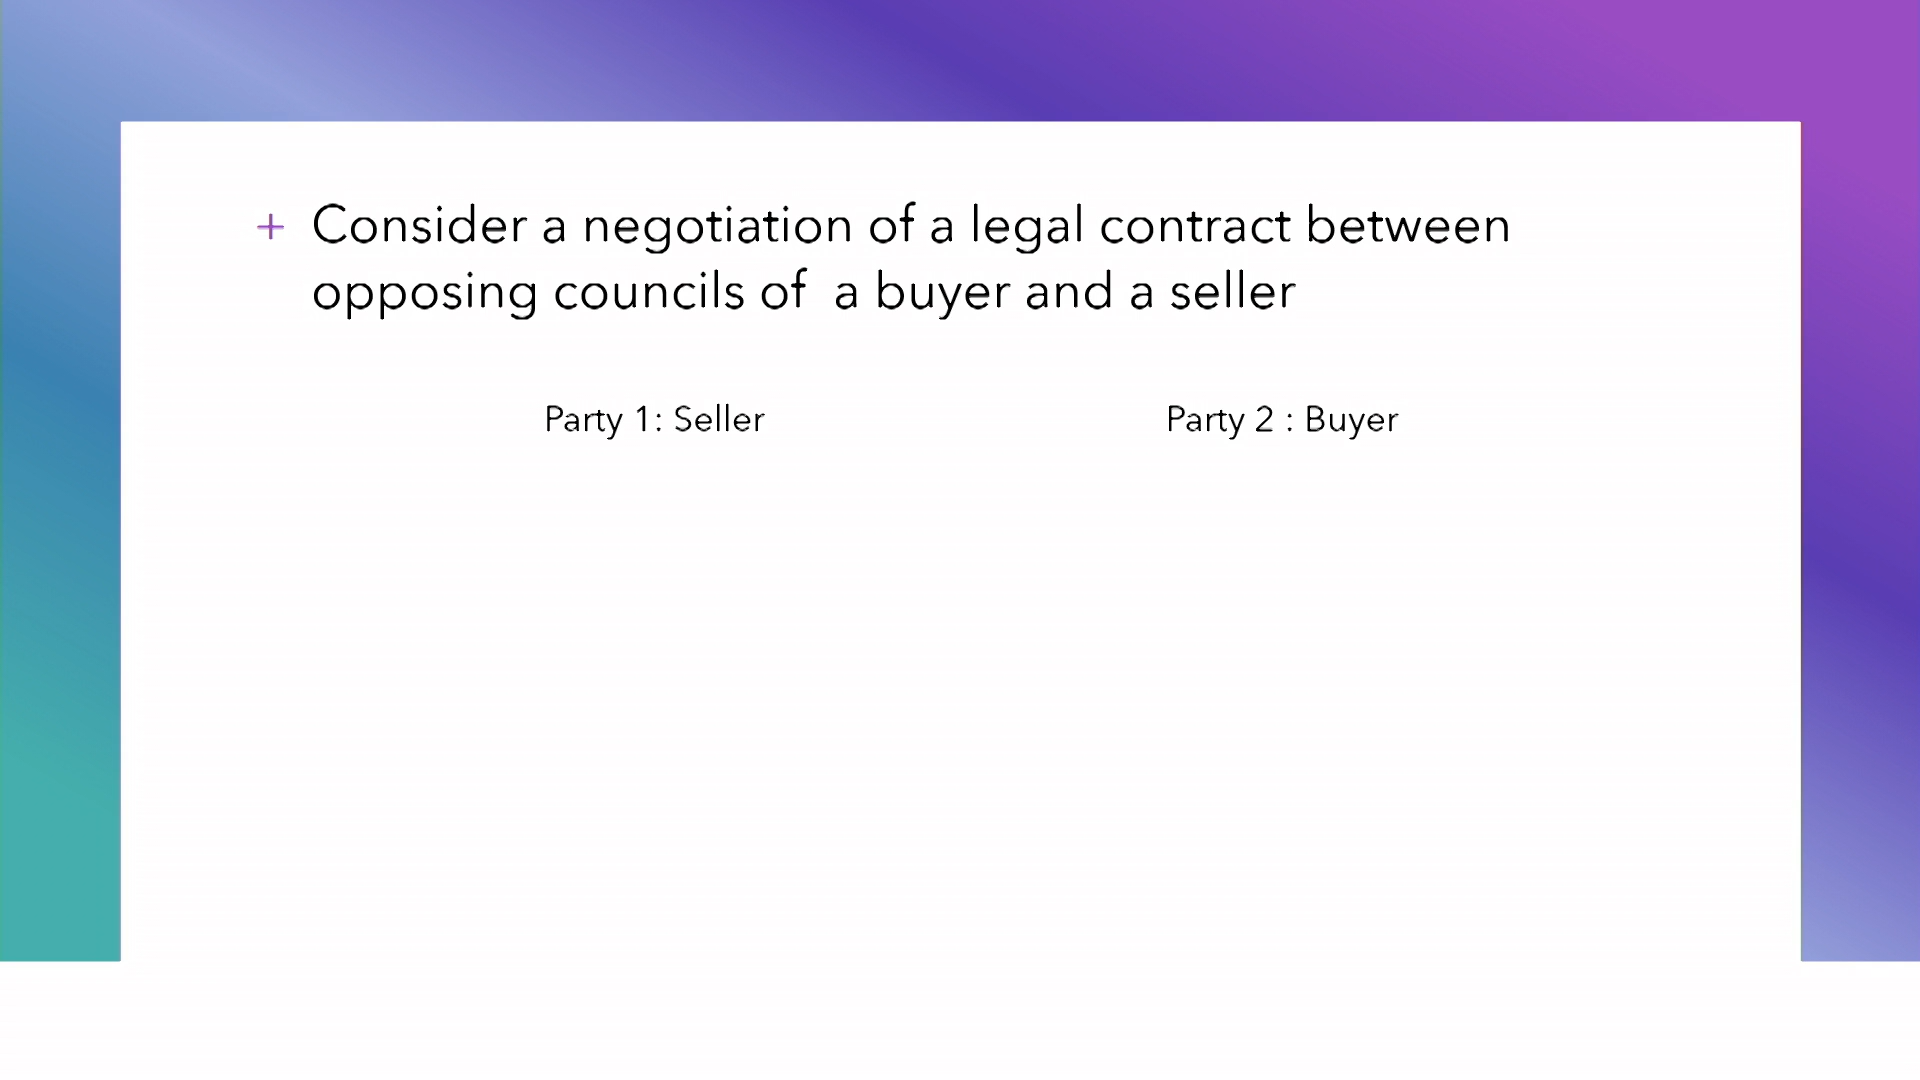 + Consider a negotiation of a legal contract between
opposing councils of  a buyer and a seller
Party 1: Seller
Party 2 : Buyer